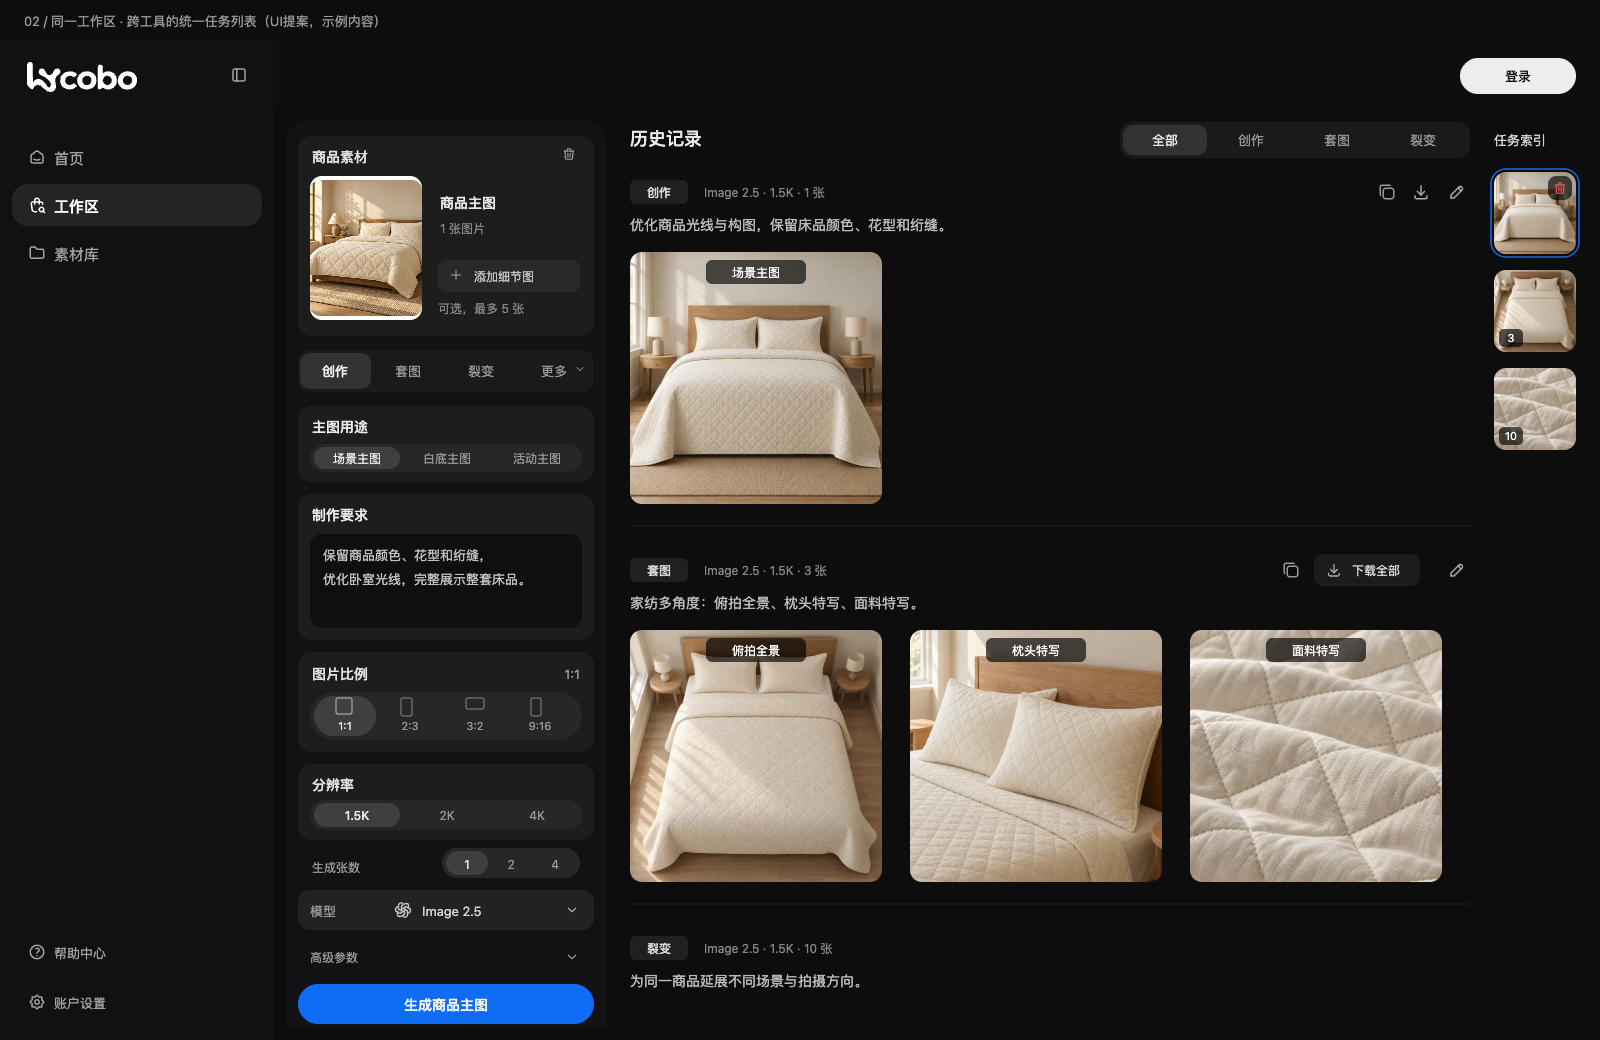 02 / 同一工作区 · 跨工具的统一任务列表（UI提案，示例内容）
lycobo
登录
首页
工作区
素材库
帮助中心
账户设置
商品素材
商品主图
1 张图片
添加细节图
可选，最多 5 张
创作 套图 裂变 更多
主图用途
场景主图 白底主图 活动主图
制作要求
保留商品颜色、花型和绗缝，
优化卧室光线，完整展示整套床品。
图片比例 1:1
1:1 2:3 3:2 9:16
分辨率
1.5K 2K 4K
生成张数 1 2 4
模型 Image 2.5
高级参数
生成商品主图
历史记录
全部 创作 套图 裂变
创作 Image 2.5 · 1.5K · 1 张
优化商品光线与构图，保留床品颜色、花型和绗缝。
场景主图
套图 Image 2.5 · 1.5K · 3 张
下载全部
家纺多角度：俯拍全景、枕头特写、面料特写。
俯拍全景 枕头特写 面料特写
裂变 Image 2.5 · 1.5K · 10 张
为同一商品延展不同场景与拍摄方向。
任务索引
3
10